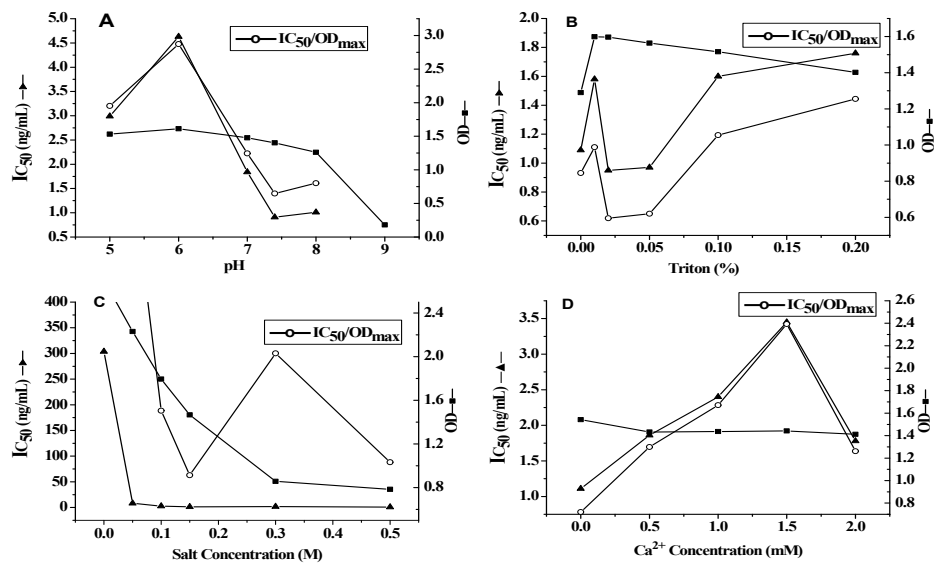 A
IC50/ODmax
IC50 (ng/mL)
5.0
4.5
4.0
3.5
3.0
2.5
2.0
1.5
1.0
0.5
3.0
2.5
2.0
1.5
1.0
0.5
0.0
OD
5 6 7 8 9
pH
B
IC50/ODmax
IC50 (ng/mL)
2.0
1.8
1.6
1.4
1.2
1.0
0.8
0.6
1.6
1.4
1.2
1.0
0.8
0.6
OD
0.00 0.05 0.10 0.15 0.20
Triton (%)
C
IC50/ODmax
IC50 (ng/mL)
400
350
300
250
200
150
100
50
0
2.4
2.0
1.6
1.2
0.8
OD
0.0 0.1 0.2 0.3 0.4 0.5
Salt Concentration (M)
D
IC50/ODmax
IC50 (ng/mL)
3.5
3.0
2.5
2.0
1.5
1.0
2.6
2.4
2.2
2.0
1.8
1.6
1.4
1.2
1.0
0.8
OD
0.0 0.5 1.0 1.5 2.0
Ca2+ Concentration (mM)